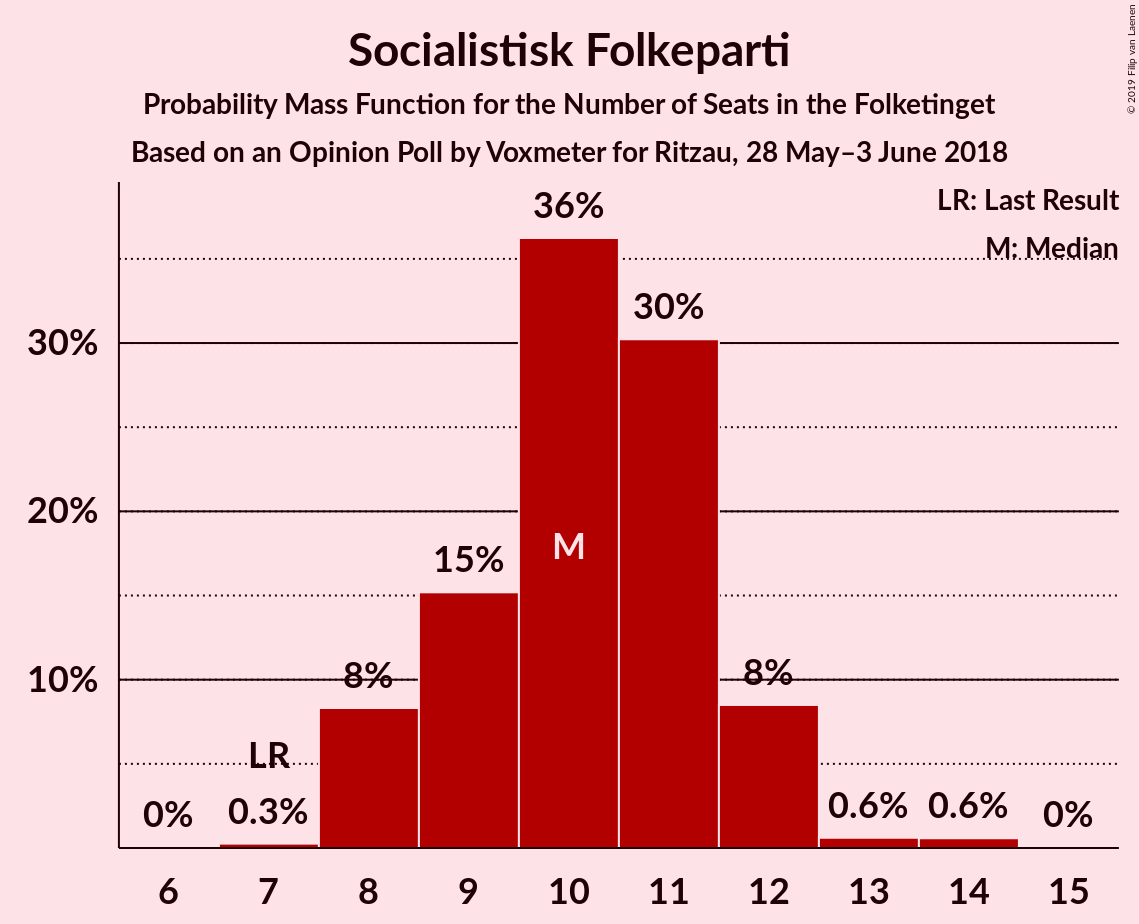 Socialistisk Folkeparti
Probability Mass Function for the Number of Seats in the Folketinget
Based on an Opinion Poll by Voxmeter for Ritzau, 28 May–3 June 2018
© 2019 Filip van Laenen
LR: Last Result
M: Median
36%
30%
30%
20%
M
15%
10%
8%
8%
LR
0%
0.3%
0.6%
0.6%
0%
6 7 8 9 10 11 12 13 14 15